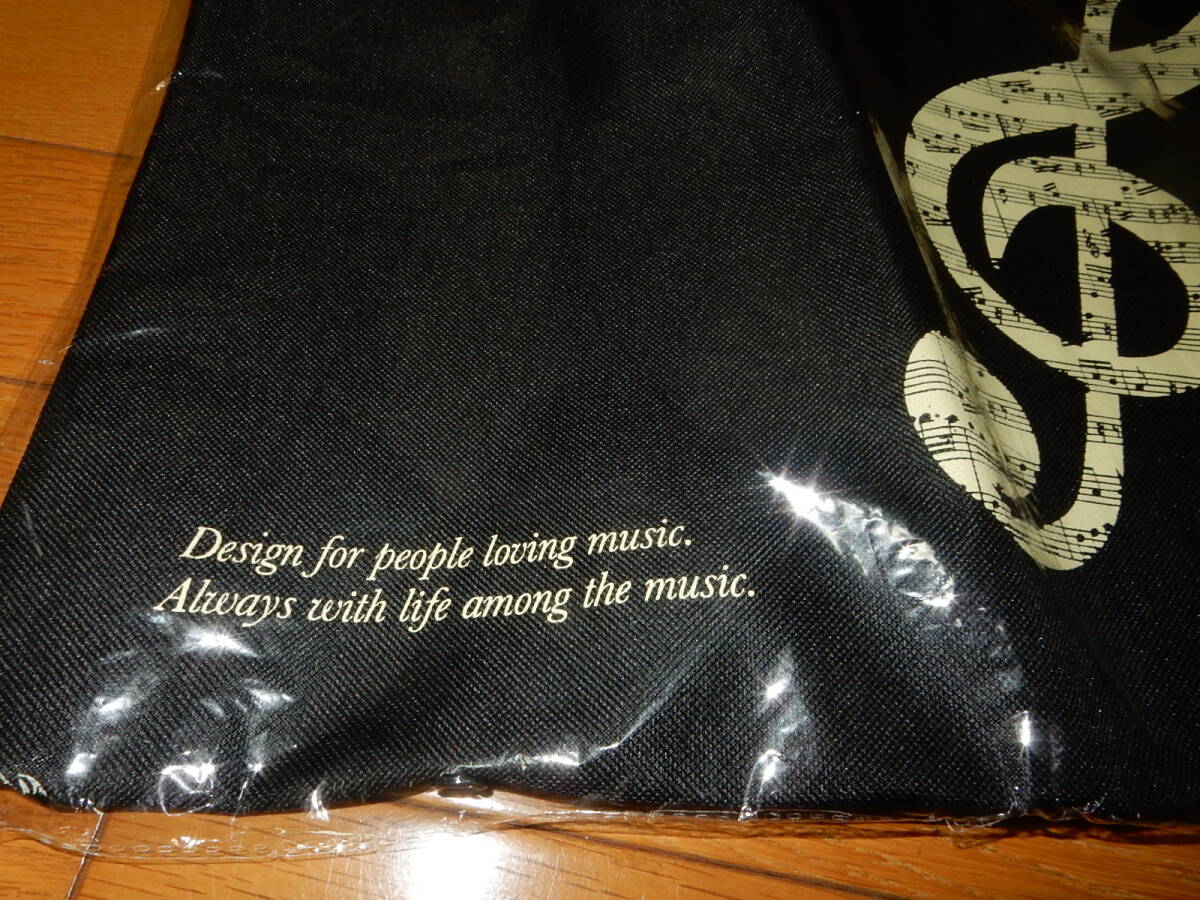 Design for people loving music.
Always with life among the music.